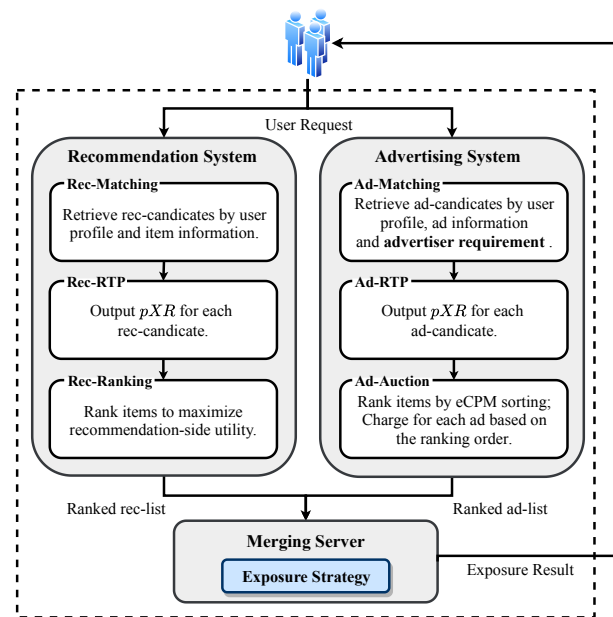 User Request
Recommendation System
Rec-Matching
Retrieve rec-candidates by user
profile and item information.
Rec-RTP
Output pXR for each
rec-candidate.
Rec-Ranking
Rank items to maximize
recommendation-side utility.
Advertising System
Ad-Matching
Retrieve ad-candidates by user
profile, ad information
and advertiser requirement .
Ad-RTP
Output pXR for each
ad-candidate.
Ad-Auction
Rank items by eCPM sorting;
Charge for each ad based on
the ranking order.
Ranked rec-list
Ranked ad-list
Merging Server
Exposure Strategy
Exposure Result